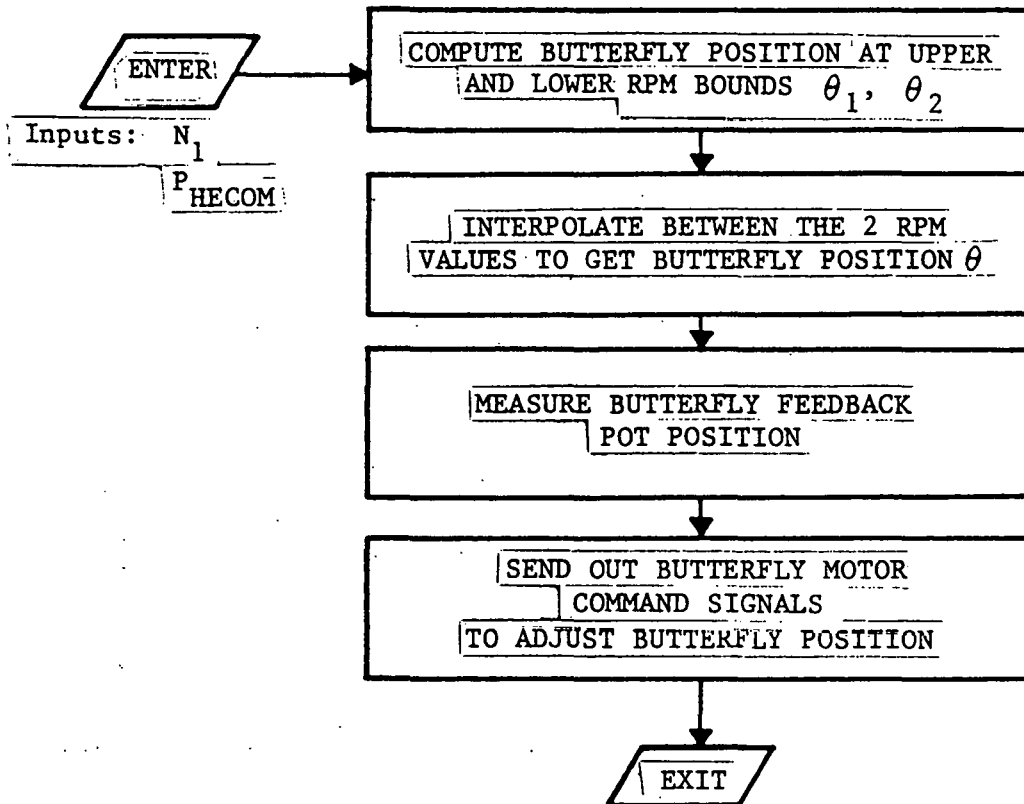 ENTER
Inputs: N1
PHECOM
COMPUTE BUTTERFLY POSITION AT UPPER
AND LOWER RPM BOUNDS θ1, θ2
INTERPOLATE BETWEEN THE 2 RPM
VALUES TO GET BUTTERFLY POSITION θ
MEASURE BUTTERFLY FEEDBACK
POT POSITION
SEND OUT BUTTERFLY MOTOR
COMMAND SIGNALS
TO ADJUST BUTTERFLY POSITION
EXIT